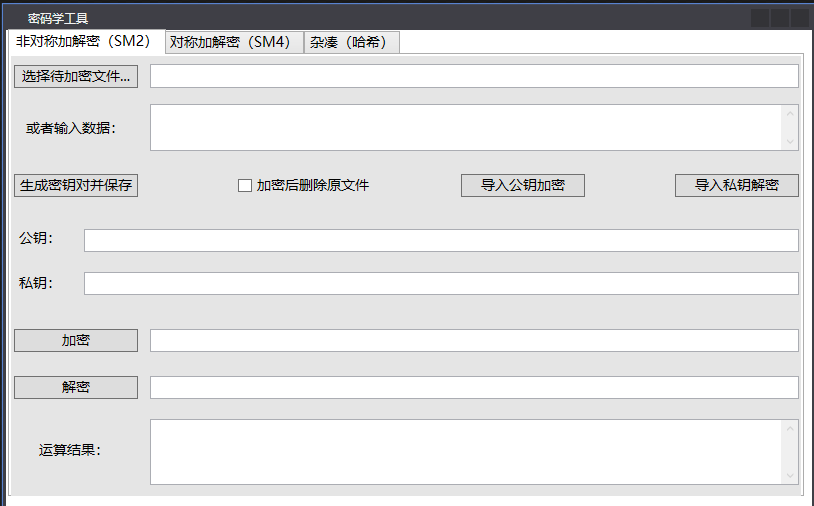 密码学工具
非对称加解密（SM2） 对称加解密（SM4） 杂凑（哈希）
选择待加密文件...
或者输入数据：
生成密钥对并保存 加密后删除原文件 导入公钥加密 导入私钥解密
公钥：
私钥：
加密
解密
运算结果：